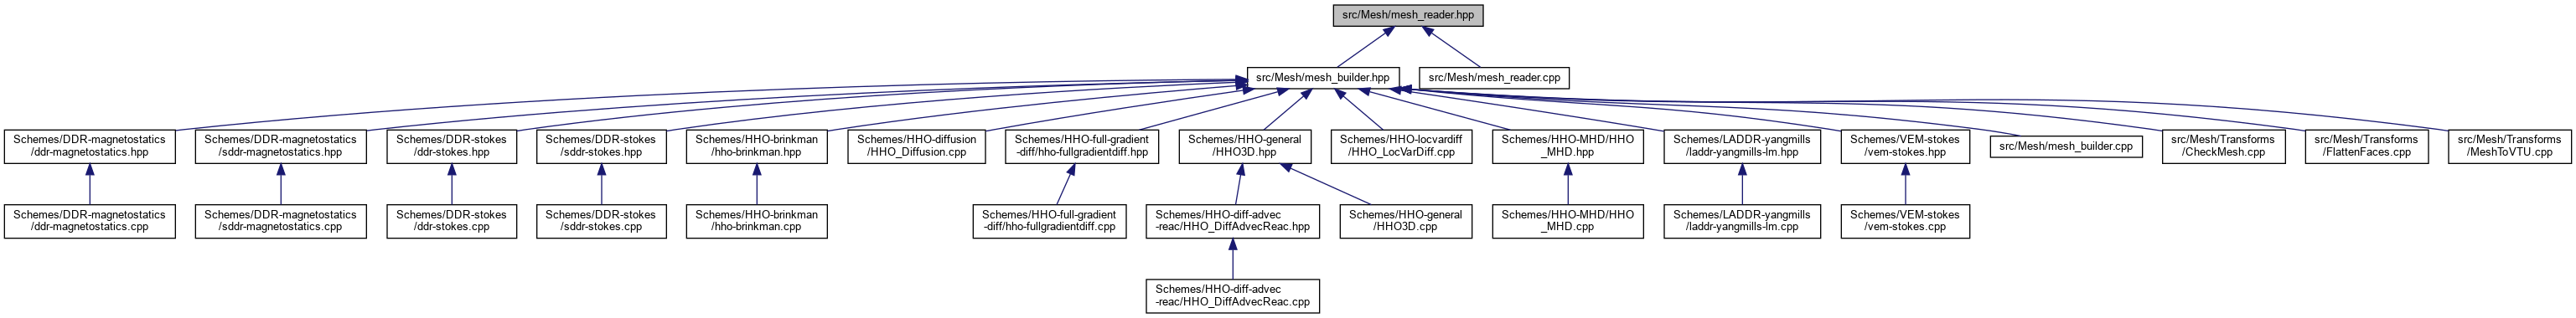 src/Mesh/mesh_reader.hpp
src/Mesh/mesh_builder.hpp
src/Mesh/mesh_reader.cpp
Schemes/DDR-magnetostatics
/ddr-magnetostatics.hpp
Schemes/DDR-magnetostatics
/sddr-magnetostatics.hpp
Schemes/DDR-stokes
/ddr-stokes.hpp
Schemes/DDR-stokes
/sddr-stokes.hpp
Schemes/HHO-brinkman
/hho-brinkman.hpp
Schemes/HHO-diffusion
/HHO_Diffusion.cpp
Schemes/HHO-full-gradient
-diff/hho-fullgradientdiff.hpp
Schemes/HHO-general
/HHO3D.hpp
Schemes/HHO-locvardiff
/HHO_LocVarDiff.cpp
Schemes/HHO-MHD/HHO
_MHD.hpp
Schemes/LADDR-yangmills
/laddr-yangmills-lm.hpp
Schemes/VEM-stokes
/vem-stokes.hpp
src/Mesh/mesh_builder.cpp
src/Mesh/Transforms
/CheckMesh.cpp
src/Mesh/Transforms
/FlattenFaces.cpp
src/Mesh/Transforms
/MeshToVTU.cpp
Schemes/DDR-magnetostatics
/ddr-magnetostatics.cpp
Schemes/DDR-magnetostatics
/sddr-magnetostatics.cpp
Schemes/DDR-stokes
/ddr-stokes.cpp
Schemes/DDR-stokes
/sddr-stokes.cpp
Schemes/HHO-brinkman
/hho-brinkman.cpp
Schemes/HHO-full-gradient
-diff/hho-fullgradientdiff.cpp
Schemes/HHO-diff-advec
-reac/HHO_DiffAdvecReac.hpp
Schemes/HHO-general
/HHO3D.cpp
Schemes/HHO-MHD/HHO
_MHD.cpp
Schemes/LADDR-yangmills
/laddr-yangmills-lm.cpp
Schemes/VEM-stokes
/vem-stokes.cpp
Schemes/HHO-diff-advec
-reac/HHO_DiffAdvecReac.cpp